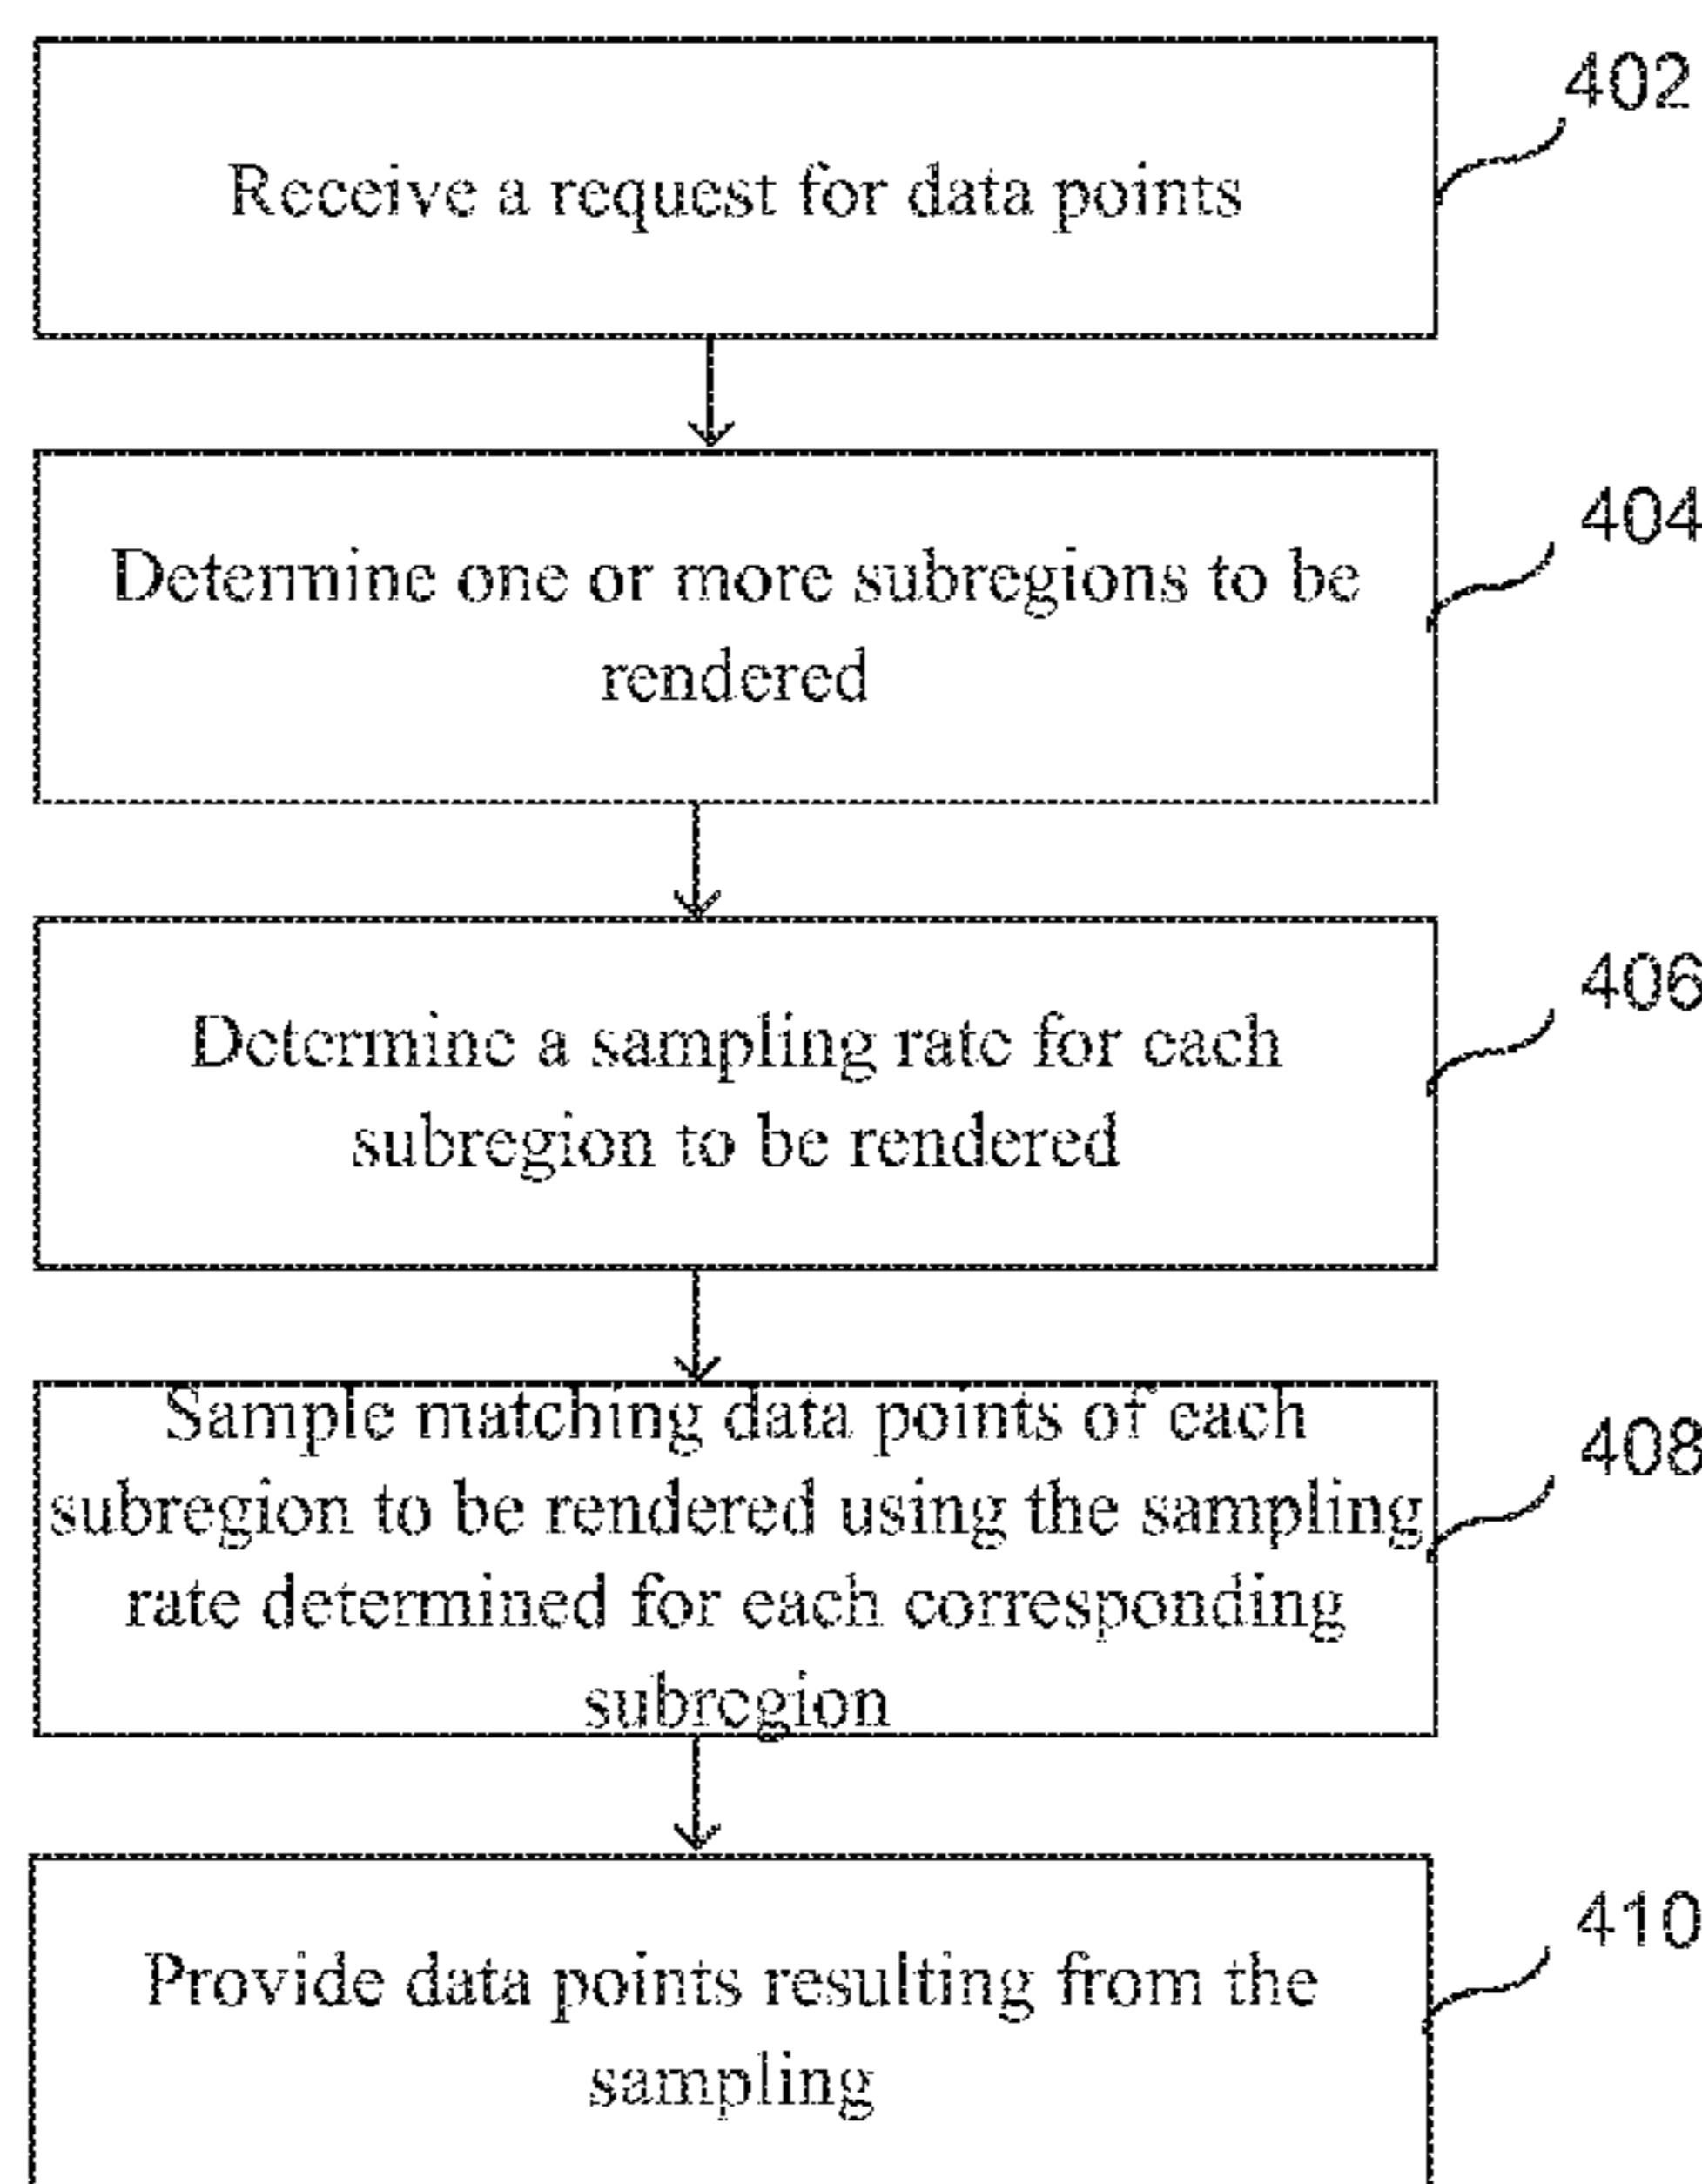 402
Receive a request for data points
404
Determine one or more subregions to be
rendered
406
Determine a sampling rate for each
subregion to be rendered
408
Sample matching data points of each
subregion to be rendered using the sampling
rate determined for each corresponding
subregion
410
Provide data points resulting from the
sampling